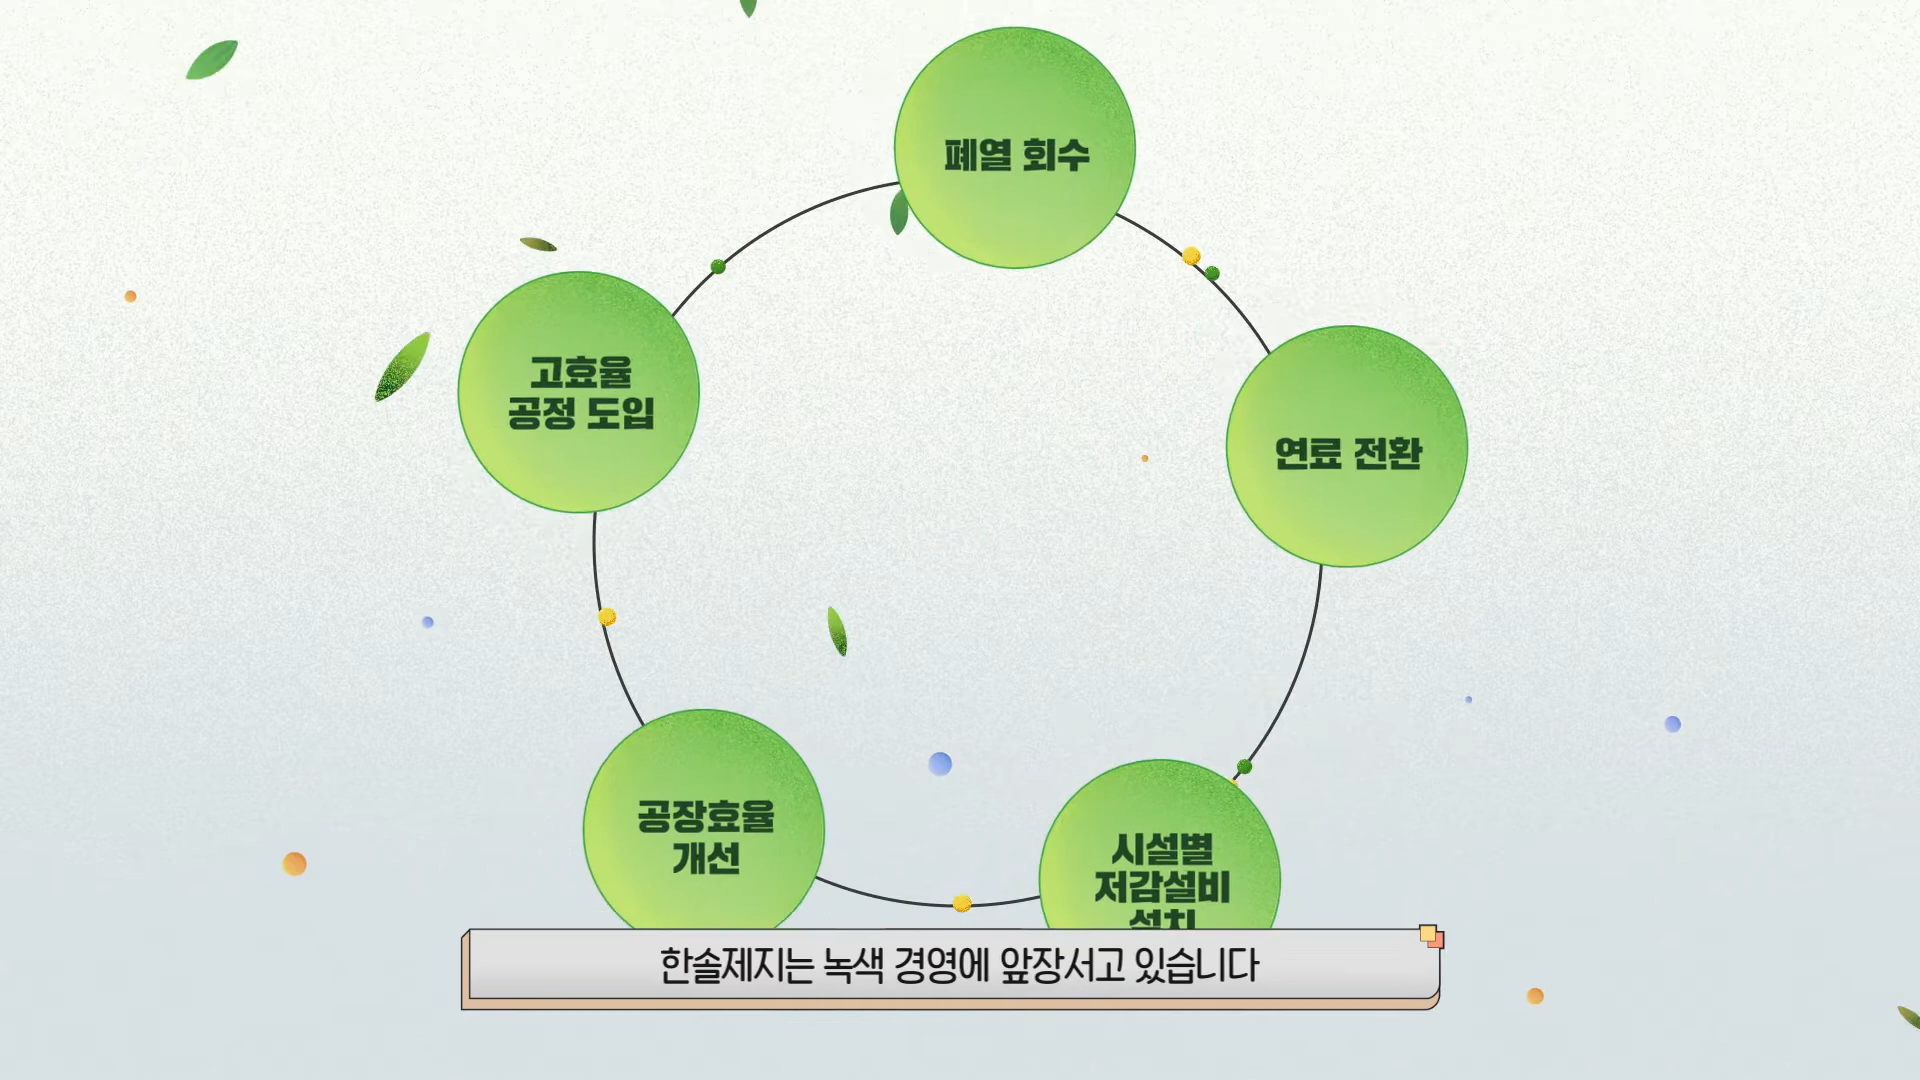 폐열 회수
고효율
공정 도입
연료 전환
공장효율
개선
시설별
저감설비
설치
한솔제지는 녹색 경영에 앞장서고 있습니다